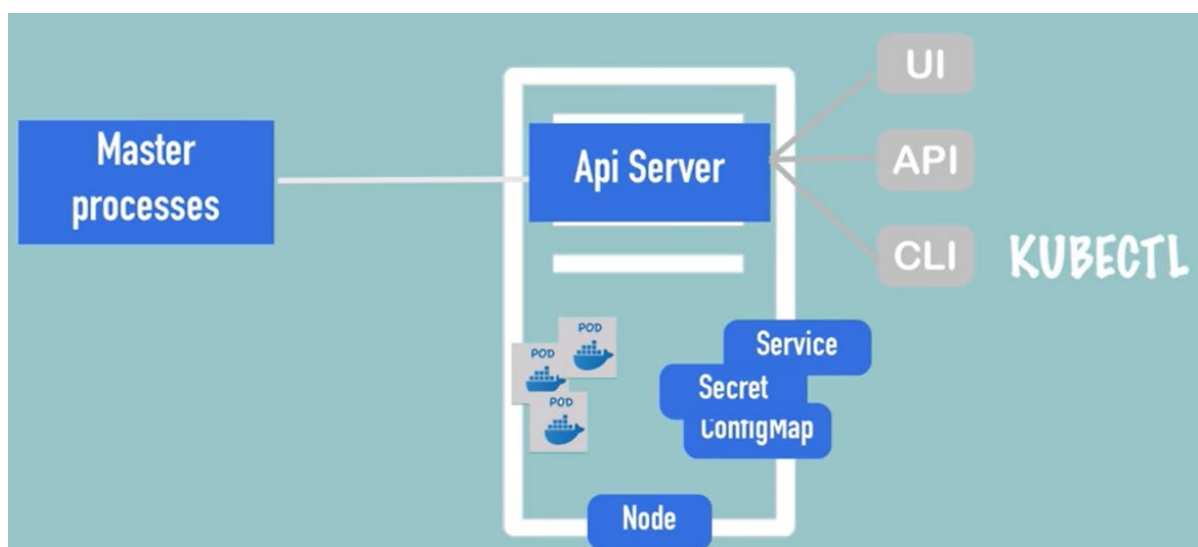 Master
processes
Api Server
UI
API
CLI
KUBECTL
POD
POD
POD
Service
Secret
ConfigMap
Node